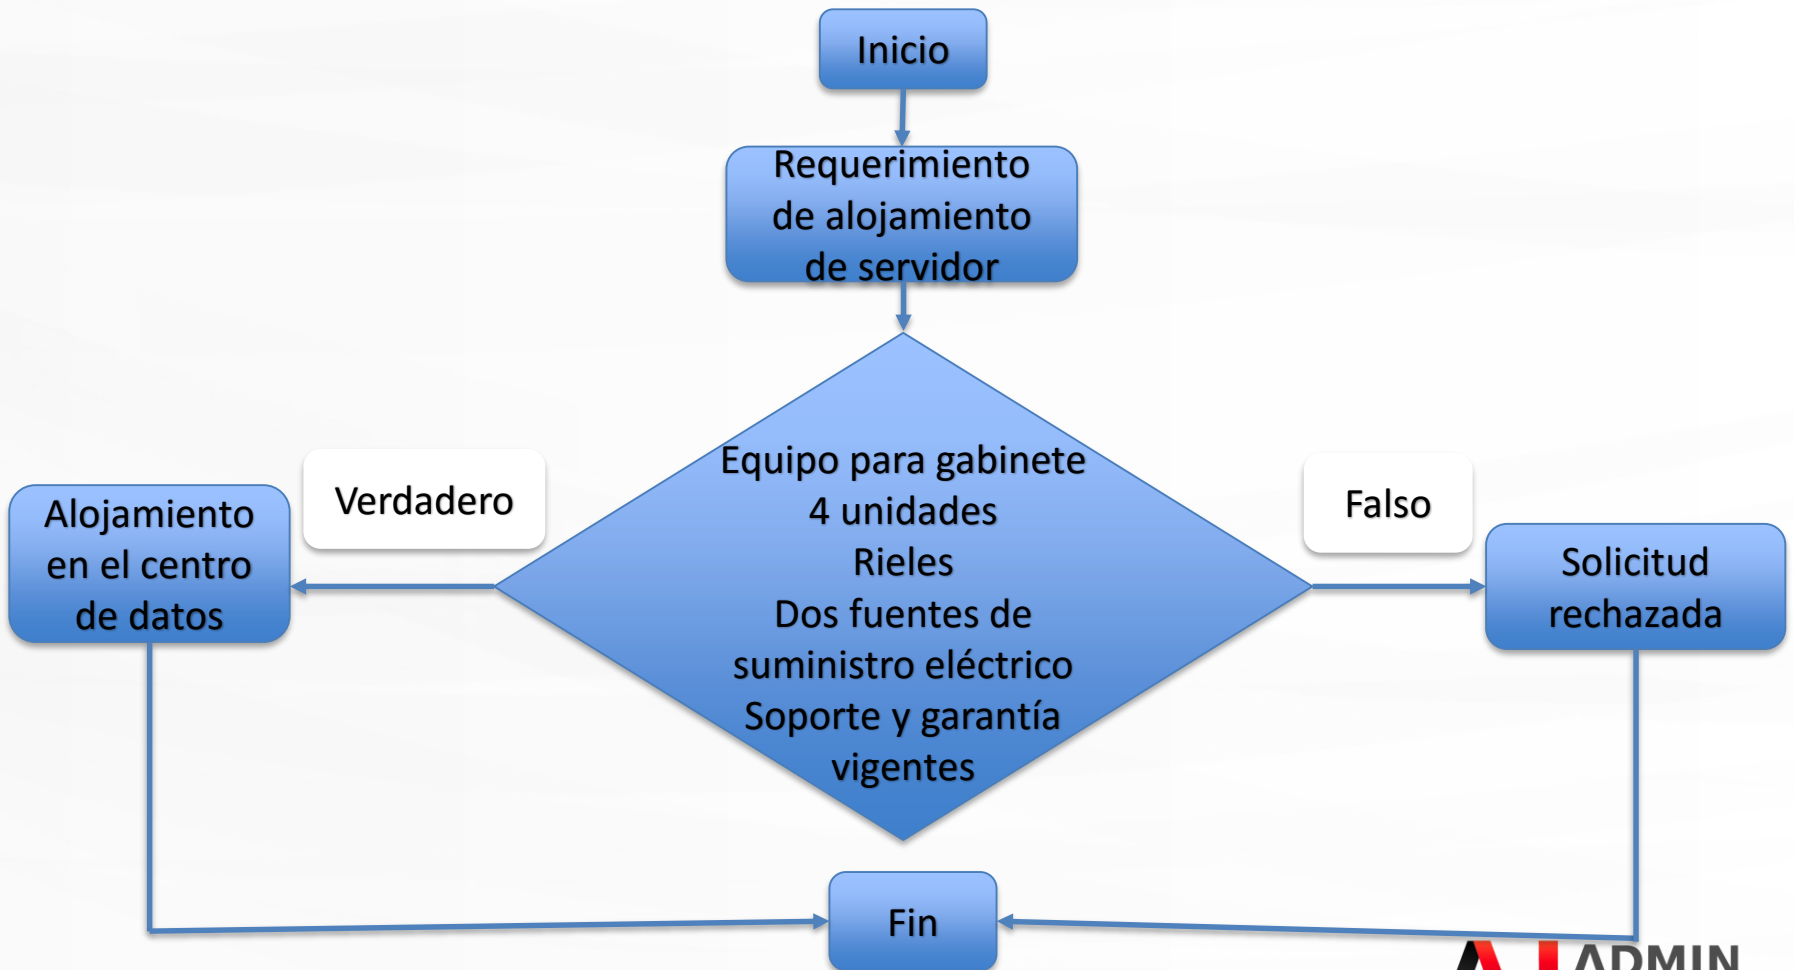 Inicio
Requerimiento
de alojamiento
de servidor
Equipo para gabinete
4 unidades
Rieles
Dos fuentes de
suministro eléctrico
Soporte y garantía
vigentes
Verdadero
Falso
Alojamiento
en el centro
de datos
Solicitud
rechazada
Fin
ADMIN